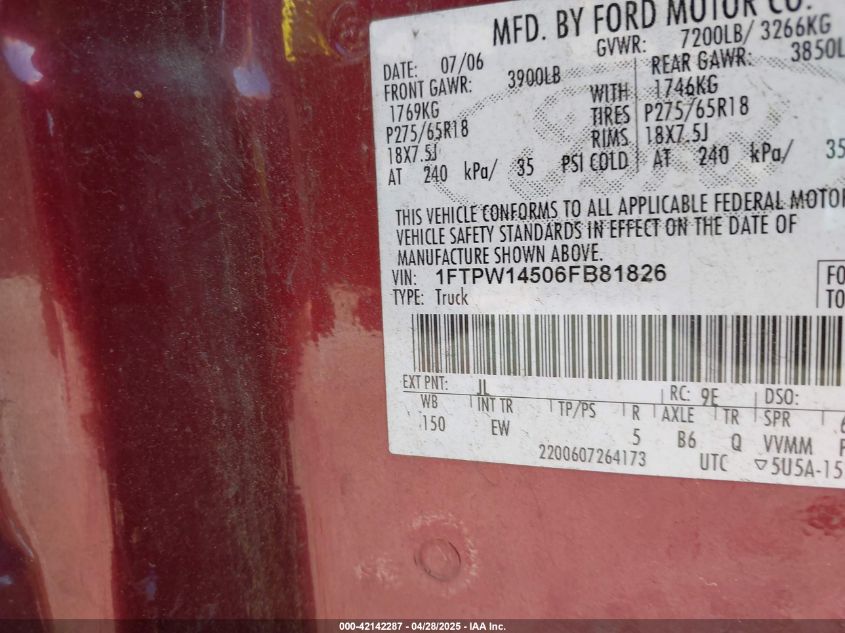 MFD. BY FORD MOTOR CO.
GVWR: 7200LB/ 3266KG
DATE: 07/06
FRONT GAWR: 3900LB
1769KG
P275/65R18
18X7.5J
AT 240 kPa/ 35
WITH
TIRES
RIMS
PSI COLD
REAR GAWR: 3850L
1746KG
P275/65R18
18X7.5J
AT 240 kPa/ 35
THIS VEHICLE CONFORMS TO ALL APPLICABLE FEDERAL MOTOR
VEHICLE SAFETY STANDARDS IN EFFECT ON THE DATE OF
MANUFACTURE SHOWN ABOVE.
VIN: 1FTPW14506FB81826
TYPE: Truck
FO
TO
EXT PNT: JL RC: 9E DSO:
WB INT TR TP/PS R AXLE TR SPR
150 EW 5 B6 Q VVMM
2200607264173 UTC ▽5U5A-15
000-42142287 | 04/28/2025 - IAA Inc.